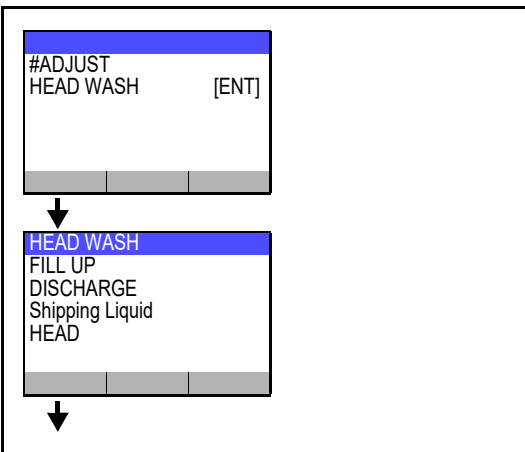 #ADJUST
HEAD WASH [ENT]
HEAD WASH
FILL UP
DISCHARGE
Shipping Liquid
HEAD